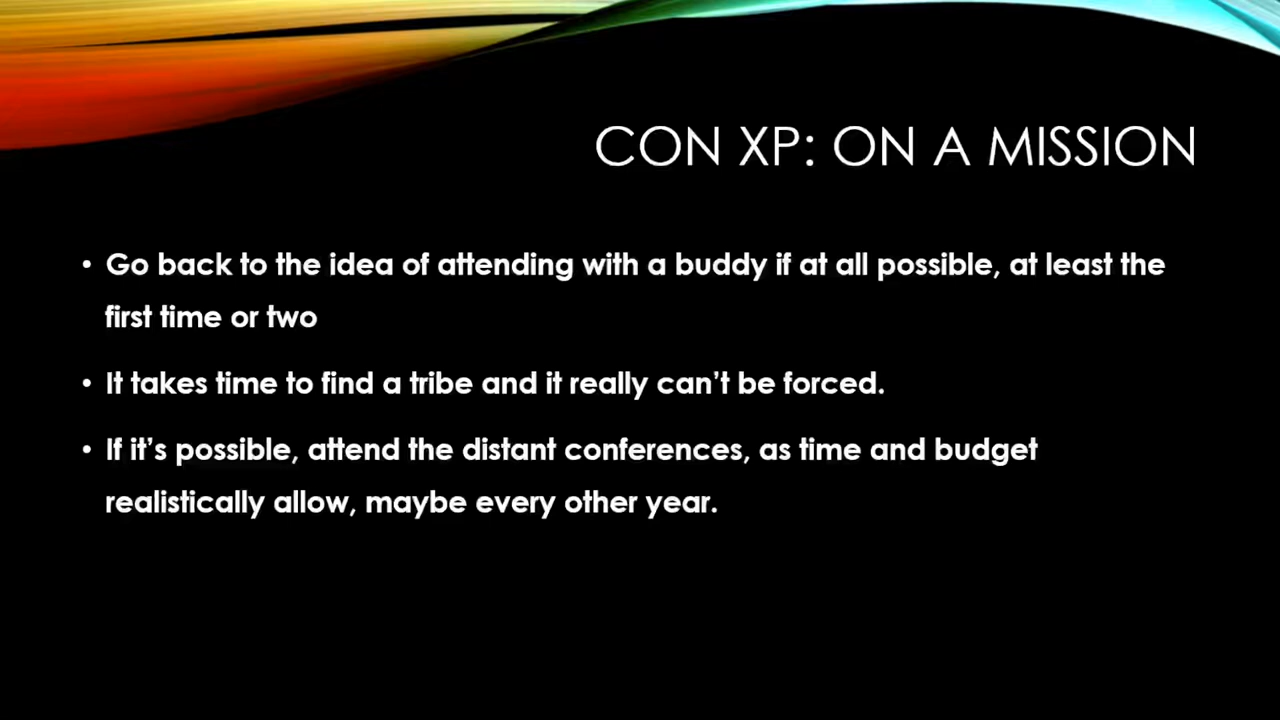 CON XP: ON A MISSION
• Go back to the idea of attending with a buddy if at all possible, at least the
first time or two
• It takes time to find a tribe and it really can’t be forced.
• If it’s possible, attend the distant conferences, as time and budget
realistically allow, maybe every other year.